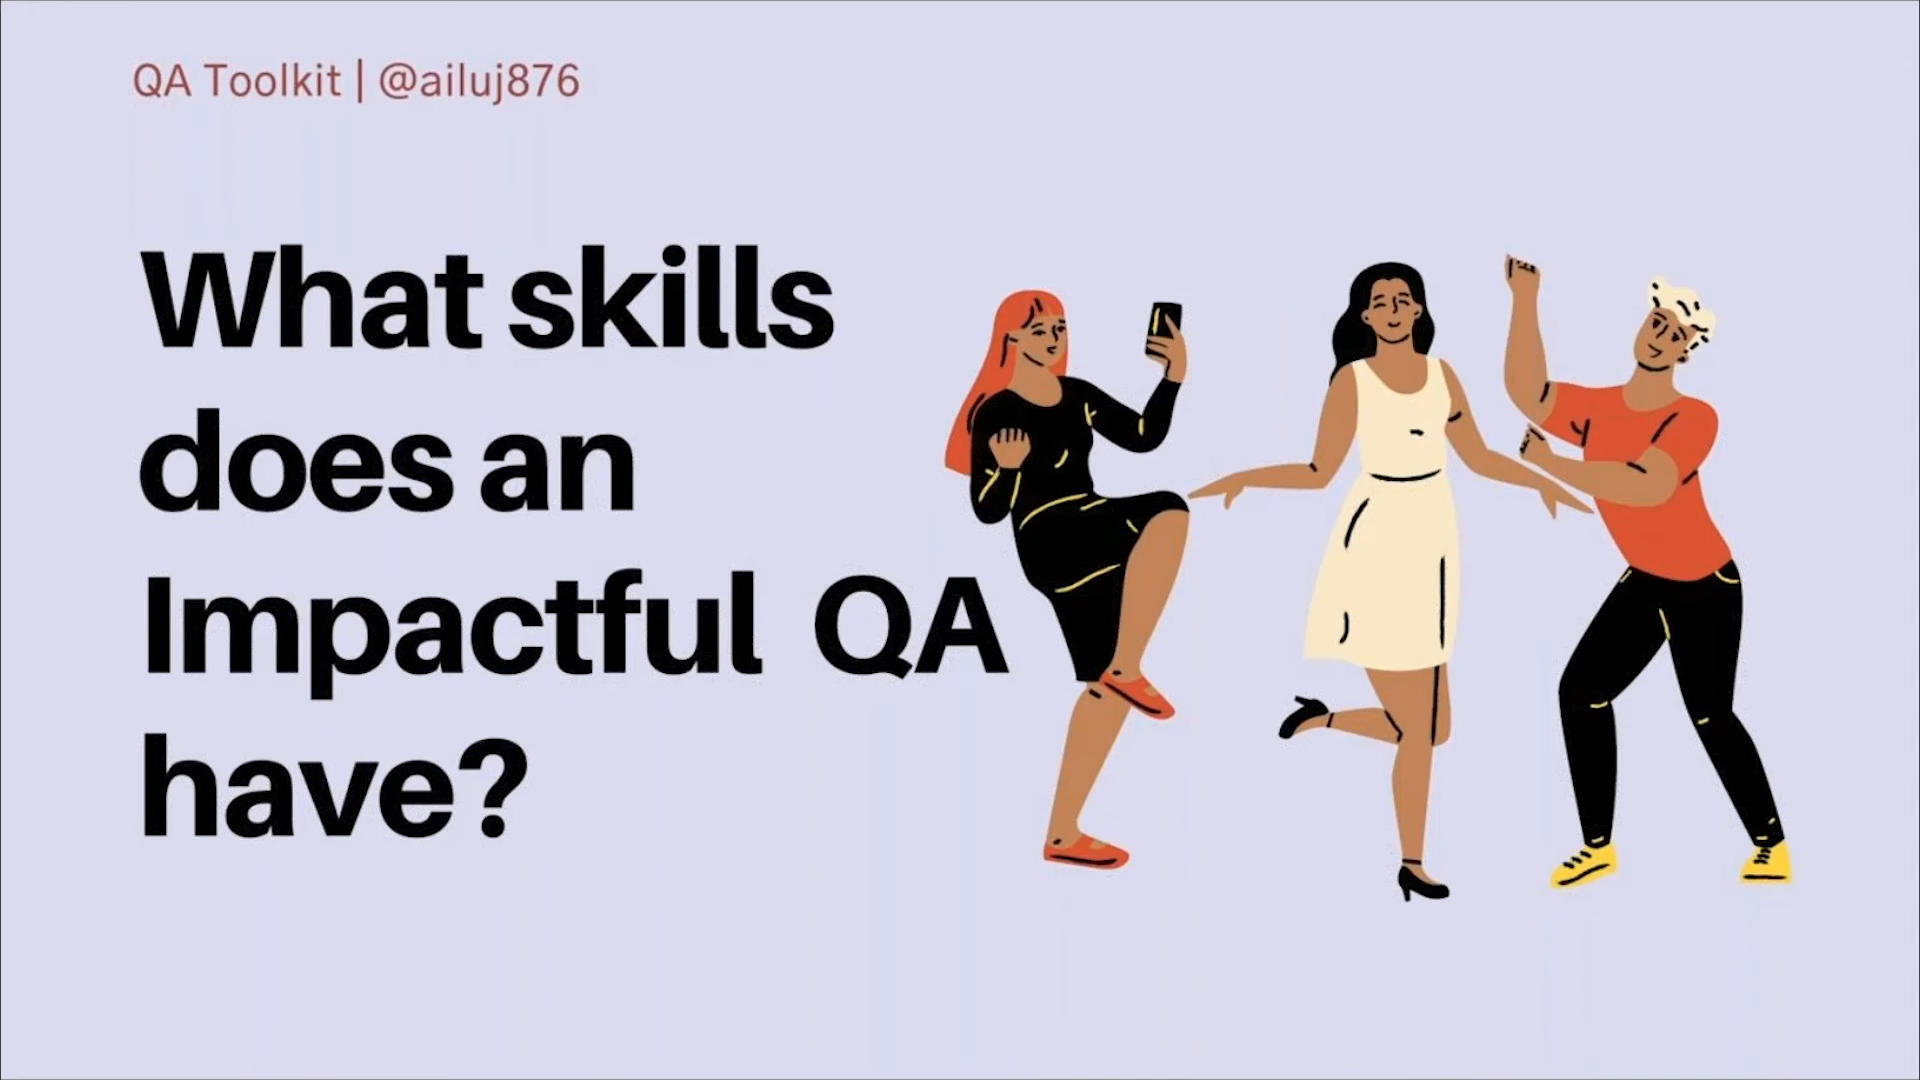 QA Toolkit | @ailuj876
What skills
does an
Impactful QA
have?